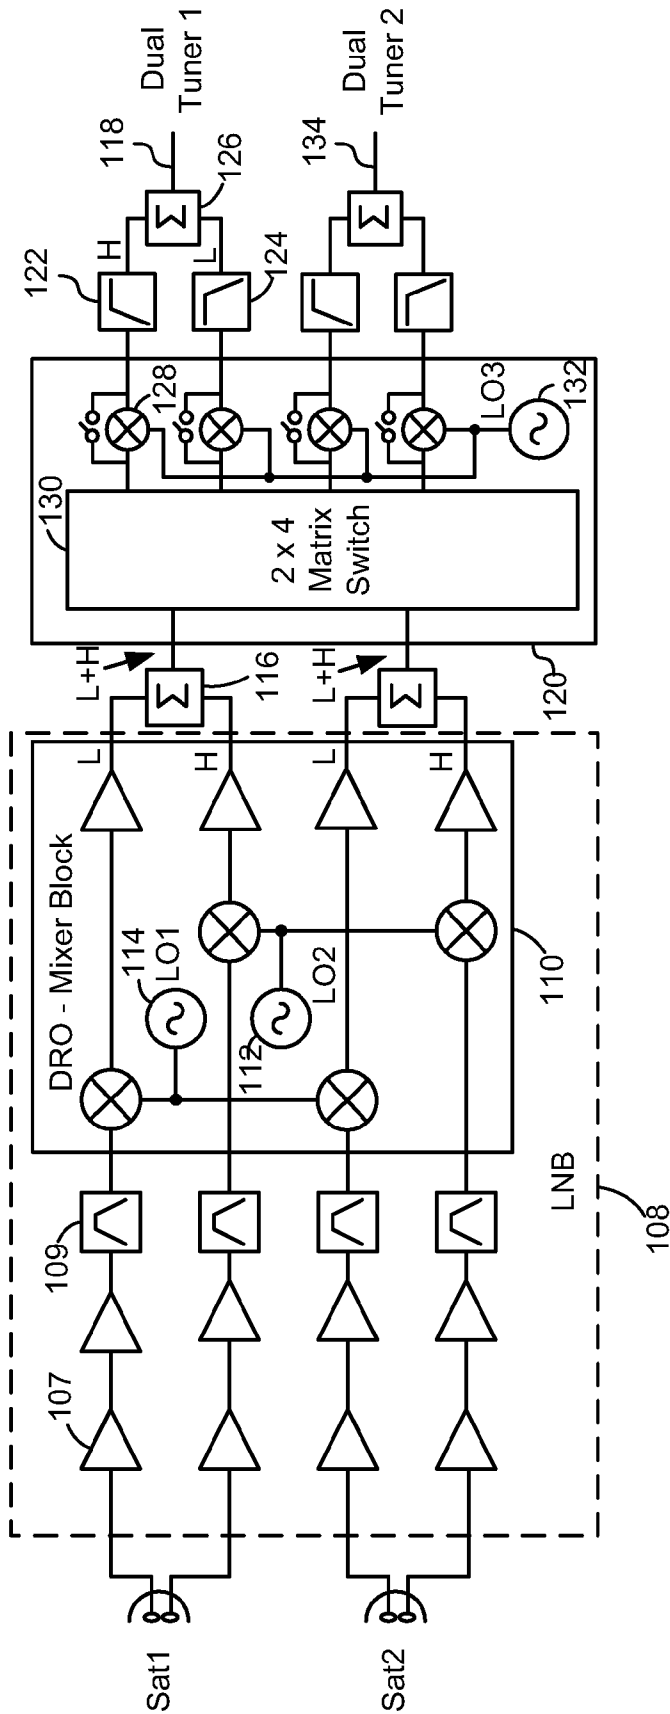 Sat1
Sat2
107
109
DRO - Mixer Block
114
LO1
112
LO2
LNB
108
110
L
H
L
H
L+H
116
L+H
120
130
2 x 4
Matrix
Switch
128
LO3
132
122
H
L
124
126
118
Dual
Tuner 1
134
Dual
Tuner 2
Σ
Σ
Σ
Σ